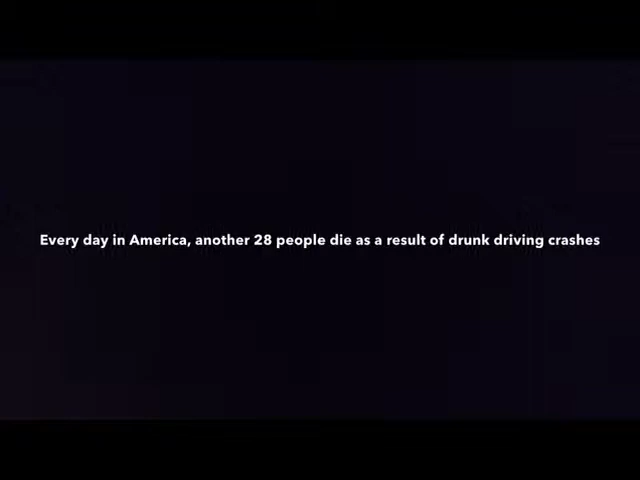 Every day in America, another 28 people die as a result of drunk driving crashes